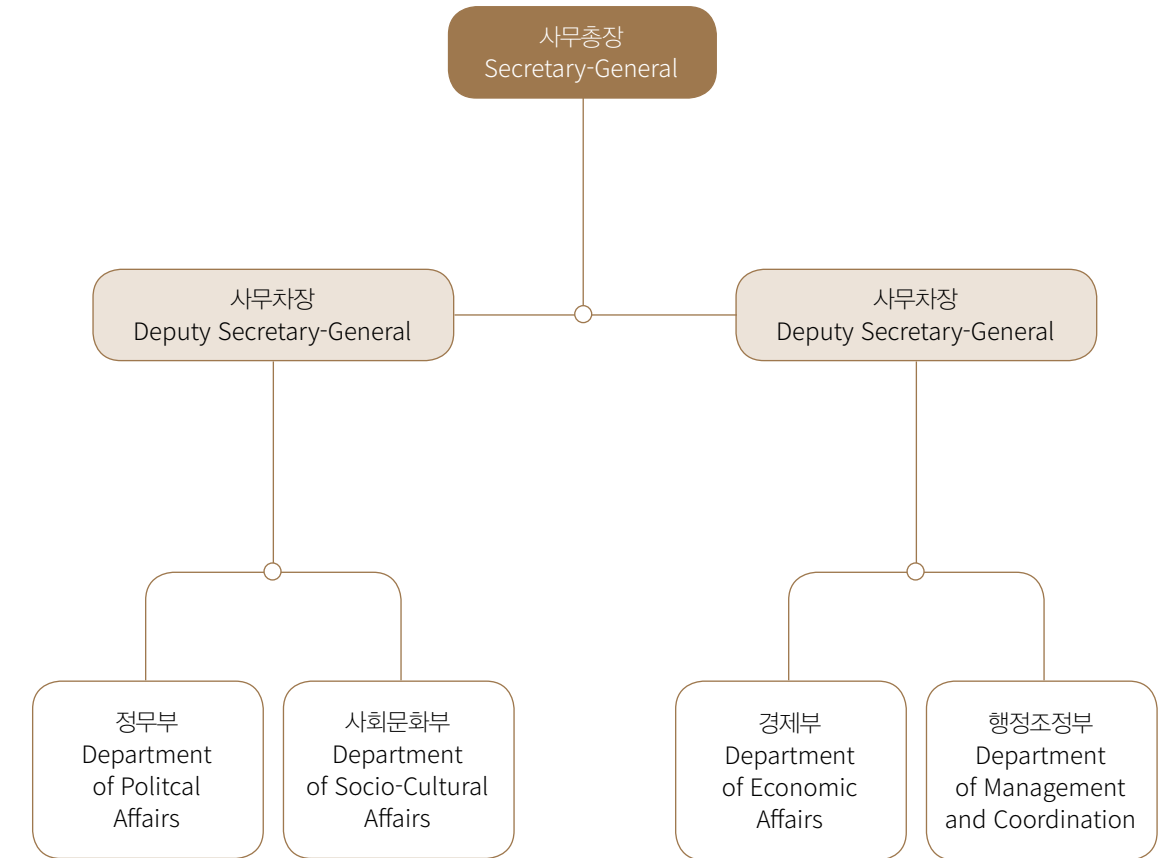 사무총장
Secretary-General
사무차장
Deputy Secretary-General
사무차장
Deputy Secretary-General
정무부
Department
of Politcal
Affairs
사회문화부
Department
of Socio-Cultural
Affairs
경제부
Department
of Economic
Affairs
행정조정부
Department
of Management
and Coordination